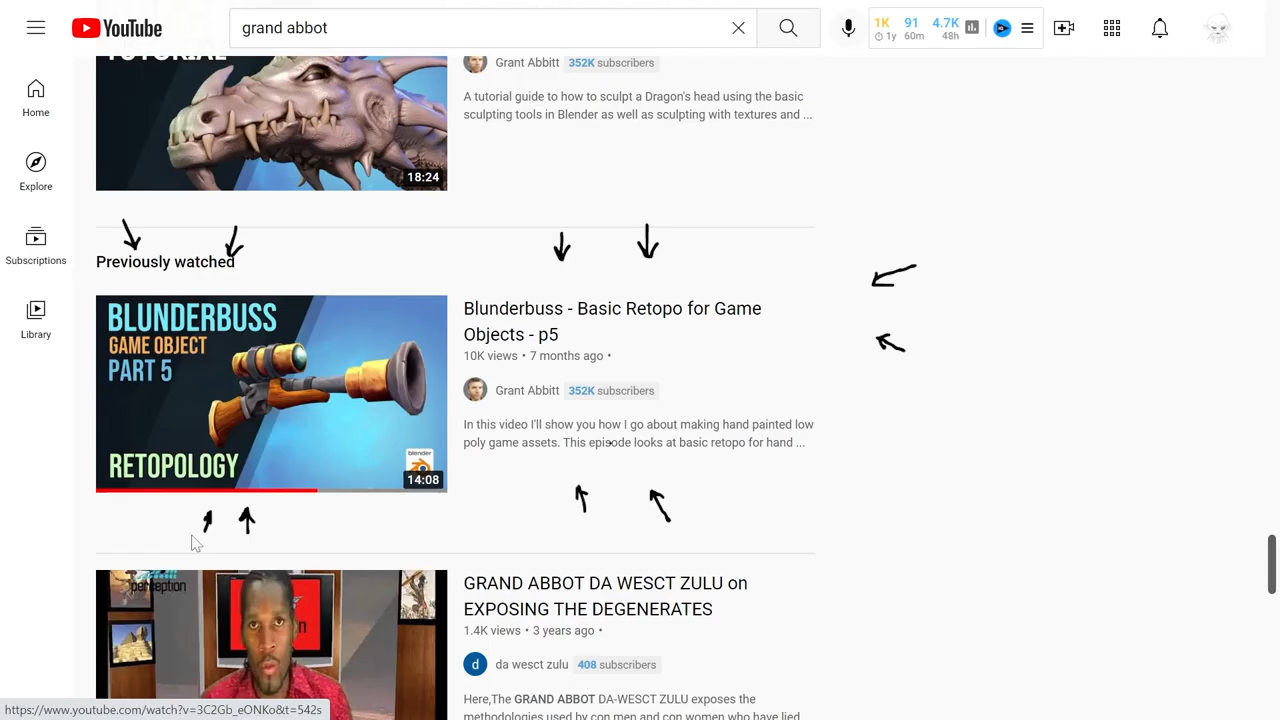 YouTube
grand abbot
1K 91 4.7K
1y 60m 48h
Home
Explore
Subscriptions
Library
TUTORIAL
18:24
Grant Abbitt 352K subscribers
A tutorial guide to how to sculpt a Dragon's head using the basic
sculpting tools in Blender as well as sculpting with textures and ...
Previously watched
BLUNDERBUSS
GAME OBJECT
PART 5
RETOPOLOGY
blender
14:08
Blunderbuss - Basic Retopo for Game
Objects - p5
10K views • 7 months ago •
Grant Abbitt 352K subscribers
In this video I'll show you how I go about making hand painted low
poly game assets. This episode looks at basic retopo for hand ...
perception
GRAND ABBOT DA WESCT ZULU on
EXPOSING THE DEGENERATES
1.4K views • 3 years ago •
d da wesct zulu 408 subscribers
Here,The GRAND ABBOT DA-WESCT ZULU exposes the
methodologies used by con men and con women who have lied
https://www.youtube.com/watch?v=3C2Gb_eONKo&t=542s